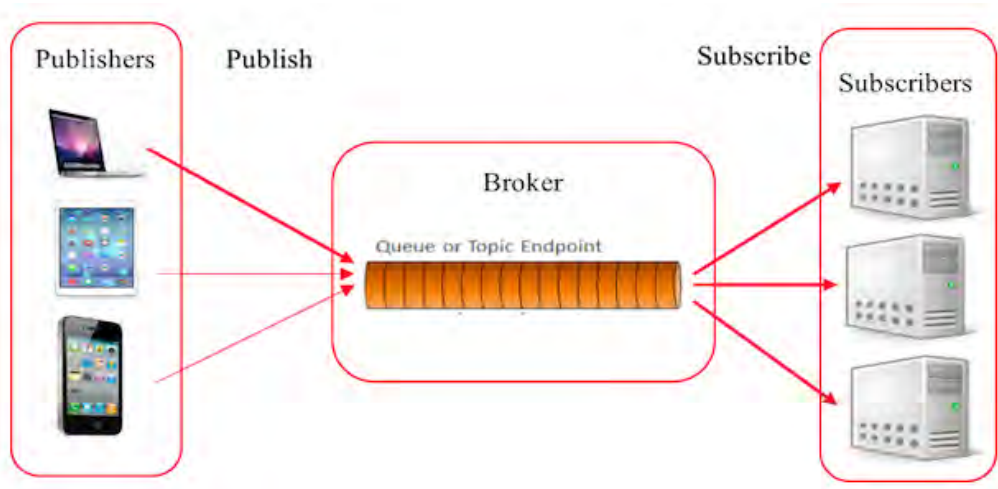 Publishers
Publish
Subscribe
Subscribers
Broker
Queue or Topic Endpoint